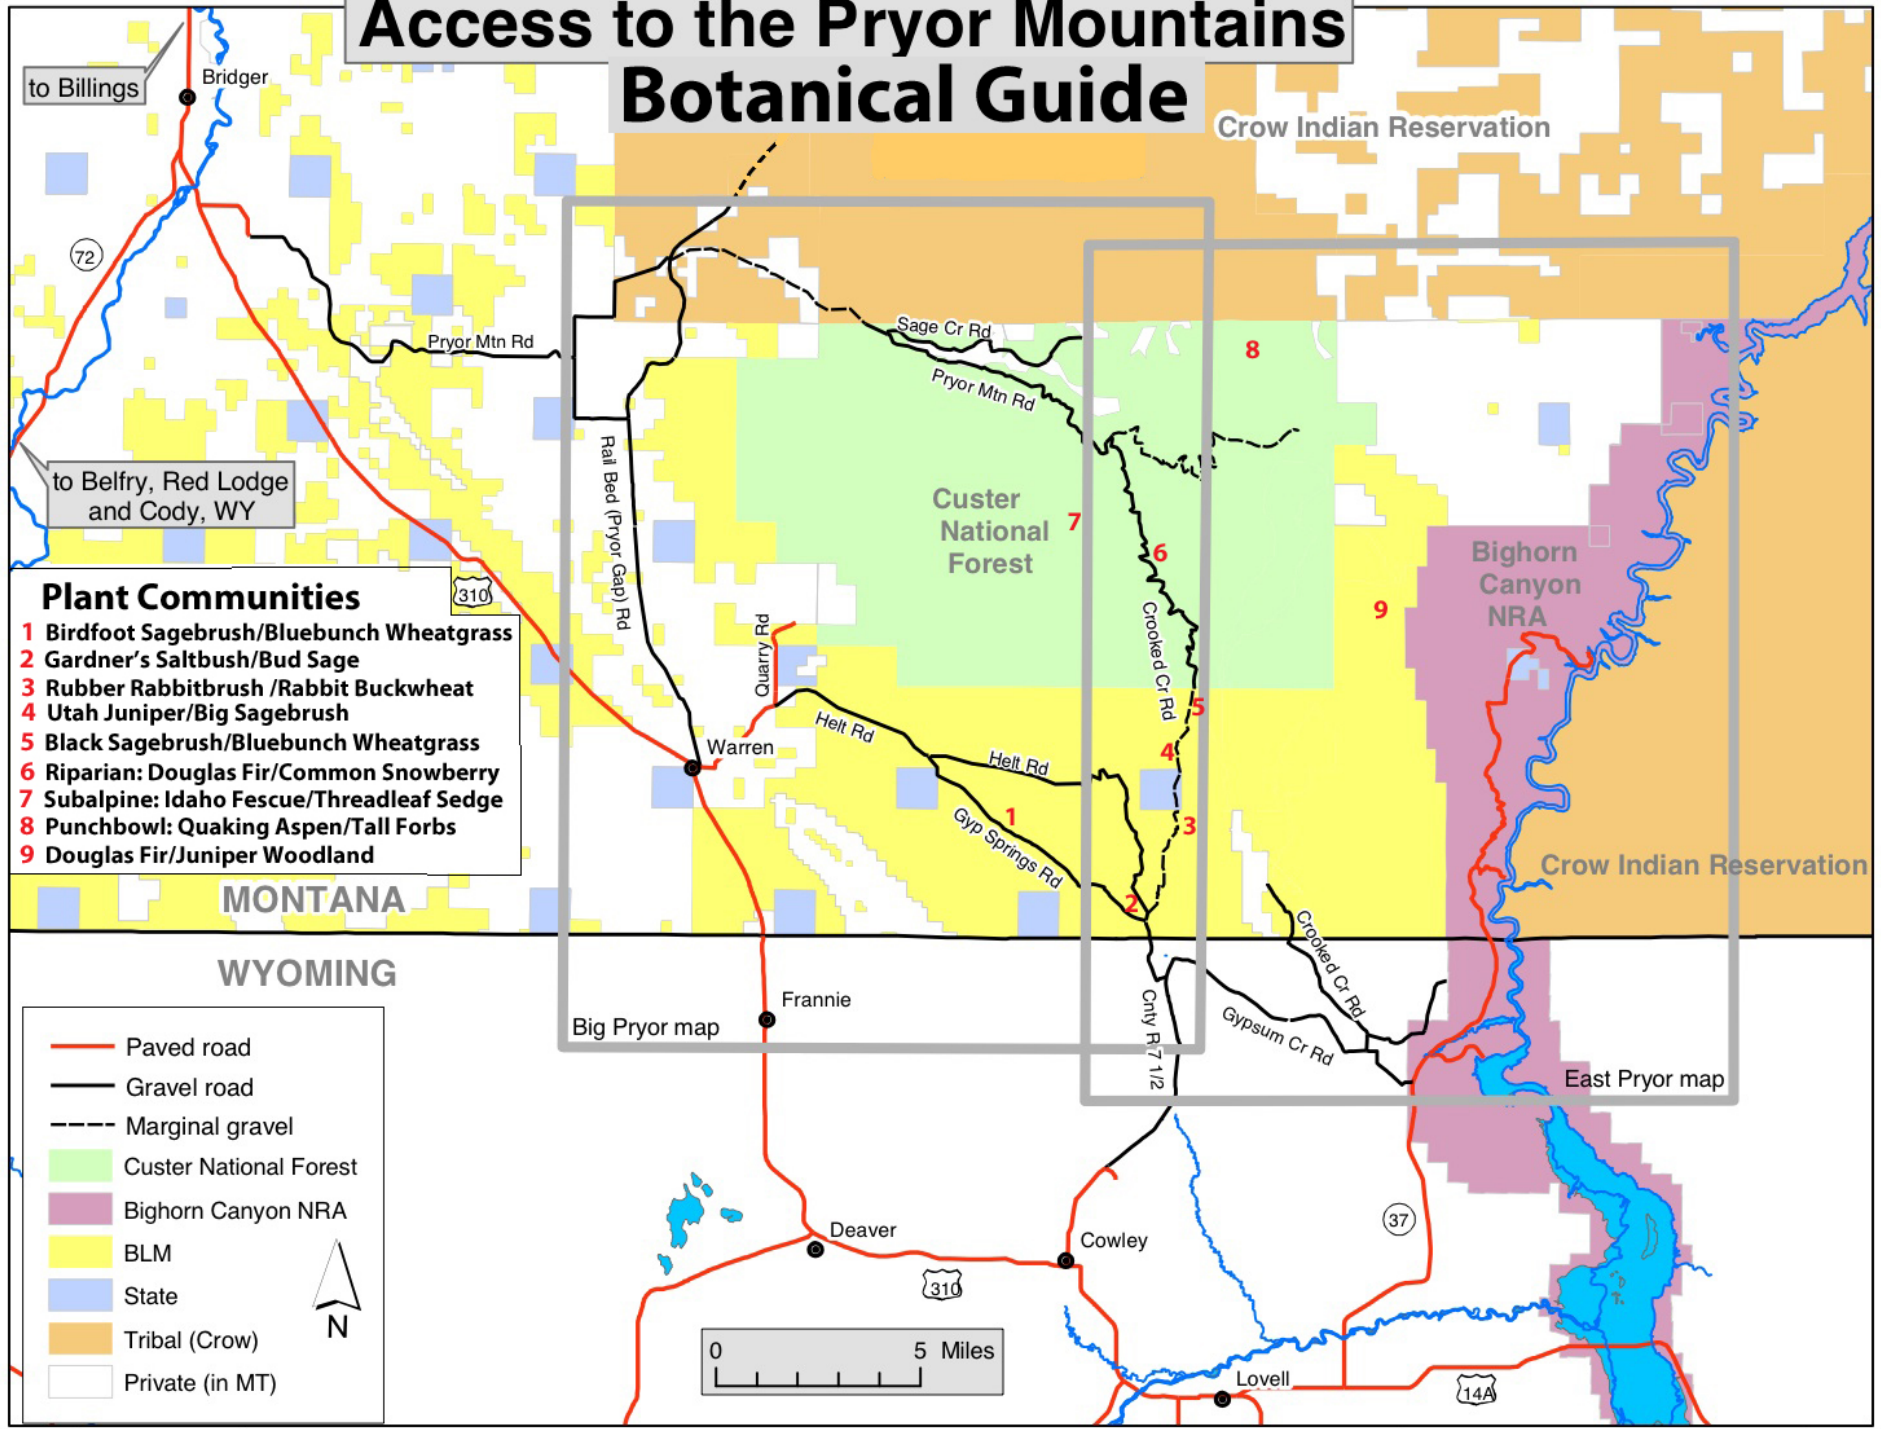 Access to the Pryor Mountains
Botanical Guide
to Billings
Bridger
Crow Indian Reservation
72
Sage Cr Rd
Pryor Mtn Rd
8
Pryor Mtn Rd
to Belfry, Red Lodge
and Cody, WY
Rail Bed (Pryor Gap) Rd
Custer
National
Forest
7
6
Bighorn
Canyon
NRA
9
310
Plant Communities
1 Birdfoot Sagebrush/Bluebunch Wheatgrass
2 Gardner's Saltbush/Bud Sage
3 Rubber Rabbitbrush /Rabbit Buckwheat
4 Utah Juniper/Big Sagebrush
5 Black Sagebrush/Bluebunch Wheatgrass
6 Riparian: Douglas Fir/Common Snowberry
7 Subalpine: Idaho Fescue/Threadleaf Sedge
8 Punchbowl: Quaking Aspen/Tall Forbs
9 Douglas Fir/Juniper Woodland
Quarry Rd
Crooked Cr Rd
5
Helt Rd
Warren
4
Helt Rd
1
3
Gyp Springs Rd
Crow Indian Reservation
2
MONTANA
WYOMING
Crooked Cr Rd
Frannie
Cnty R 7 1/2
Gypsum Cr Rd
Big Pryor map
East Pryor map
Paved road
Gravel road
Marginal gravel
Custer National Forest
Bighorn Canyon NRA
BLM
State
Tribal (Crow)
Private (in MT)
N
Deaver
Cowley
37
310
0 5 Miles
Lovell
14A